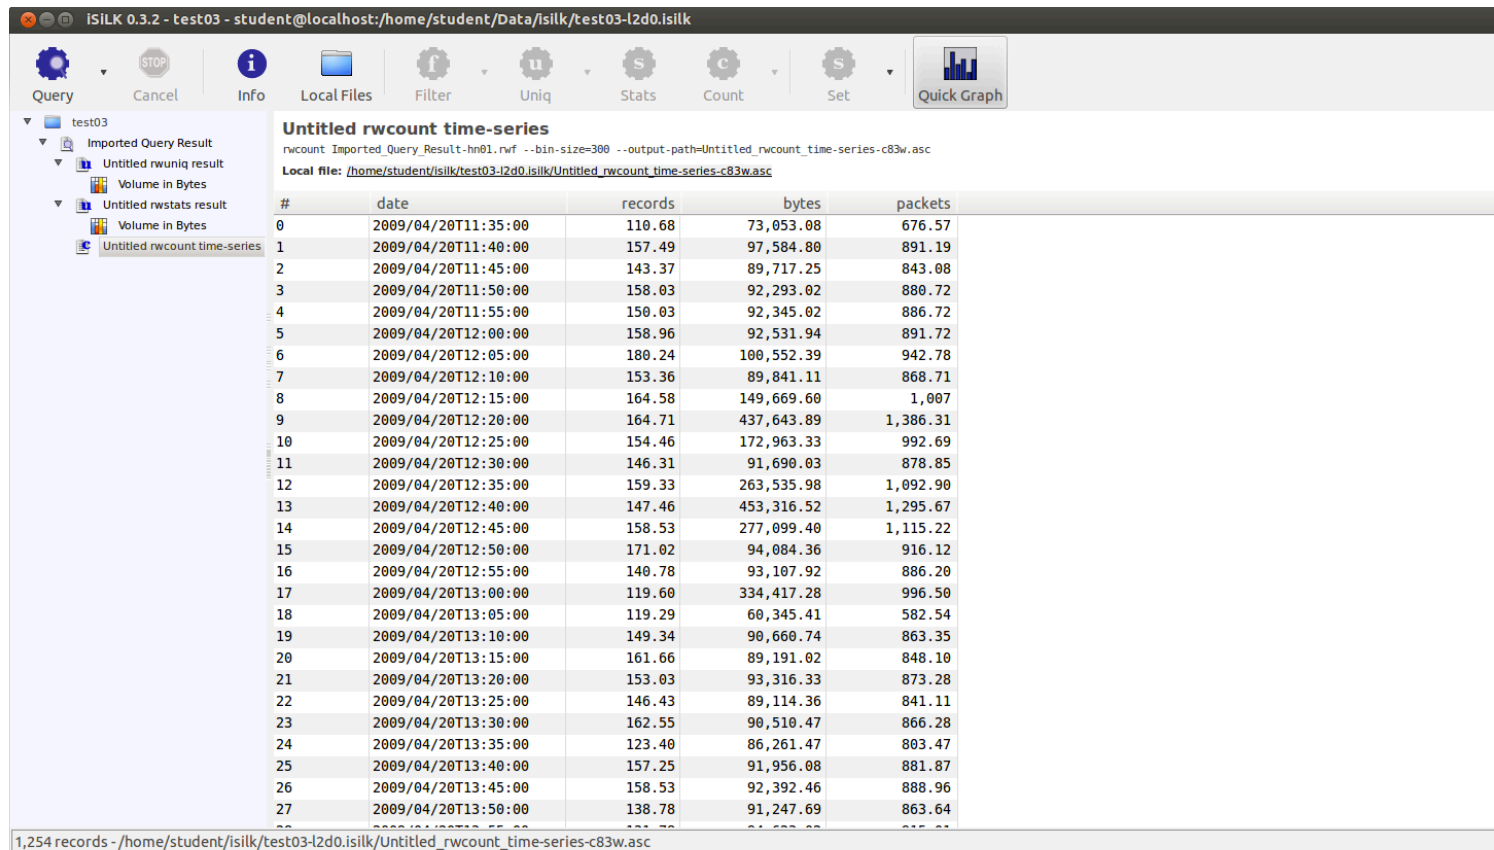 iSiLK 0.3.2 - test03 - student@localhost:/home/student/Data/isilk/test03-l2d0.isilk
STOP i f u s c s
Query Cancel Info Local Files Filter Uniq Stats Count Set Quick Graph
test03
Imported Query Result
Untitled rwuniq result
Volume in Bytes
Untitled rwstats result
Volume in Bytes
Untitled rwcount time-series
Untitled rwcount time-series
rwcount Imported_Query_Result-hn01.rwf --bin-size=300 --output-path=Untitled_rwcount_time-series-c83w.asc
Local file: /home/student/isilk/test03-l2d0.isilk/Untitled_rwcount_time-series-c83w.asc
# date records bytes packets
0 2009/04/20T11:35:00 110.68 73,053.08 676.57
1 2009/04/20T11:40:00 157.49 97,584.80 891.19
2 2009/04/20T11:45:00 143.37 89,717.25 843.08
3 2009/04/20T11:50:00 158.03 92,293.02 880.72
4 2009/04/20T11:55:00 150.03 92,345.02 886.72
5 2009/04/20T12:00:00 158.96 92,531.94 891.72
6 2009/04/20T12:05:00 180.24 100,552.39 942.78
7 2009/04/20T12:10:00 153.36 89,841.11 868.71
8 2009/04/20T12:15:00 164.58 149,669.60 1,007
9 2009/04/20T12:20:00 164.71 437,643.89 1,386.31
10 2009/04/20T12:25:00 154.46 172,963.33 992.69
11 2009/04/20T12:30:00 146.31 91,690.03 878.85
12 2009/04/20T12:35:00 159.33 263,535.98 1,092.90
13 2009/04/20T12:40:00 147.46 453,316.52 1,295.67
14 2009/04/20T12:45:00 158.53 277,099.40 1,115.22
15 2009/04/20T12:50:00 171.02 94,084.36 916.12
16 2009/04/20T12:55:00 140.78 93,107.92 886.20
17 2009/04/20T13:00:00 119.60 334,417.28 996.50
18 2009/04/20T13:05:00 119.29 60,345.41 582.54
19 2009/04/20T13:10:00 149.34 90,660.74 863.35
20 2009/04/20T13:15:00 161.66 89,191.02 848.10
21 2009/04/20T13:20:00 153.03 93,316.33 873.28
22 2009/04/20T13:25:00 146.43 89,114.36 841.11
23 2009/04/20T13:30:00 162.55 90,510.47 866.28
24 2009/04/20T13:35:00 123.40 86,261.47 803.47
25 2009/04/20T13:40:00 157.25 91,956.08 881.87
26 2009/04/20T13:45:00 158.53 92,392.46 888.96
27 2009/04/20T13:50:00 138.78 91,247.69 863.64
1,254 records - /home/student/isilk/test03-l2d0.isilk/Untitled_rwcount_time-series-c83w.asc